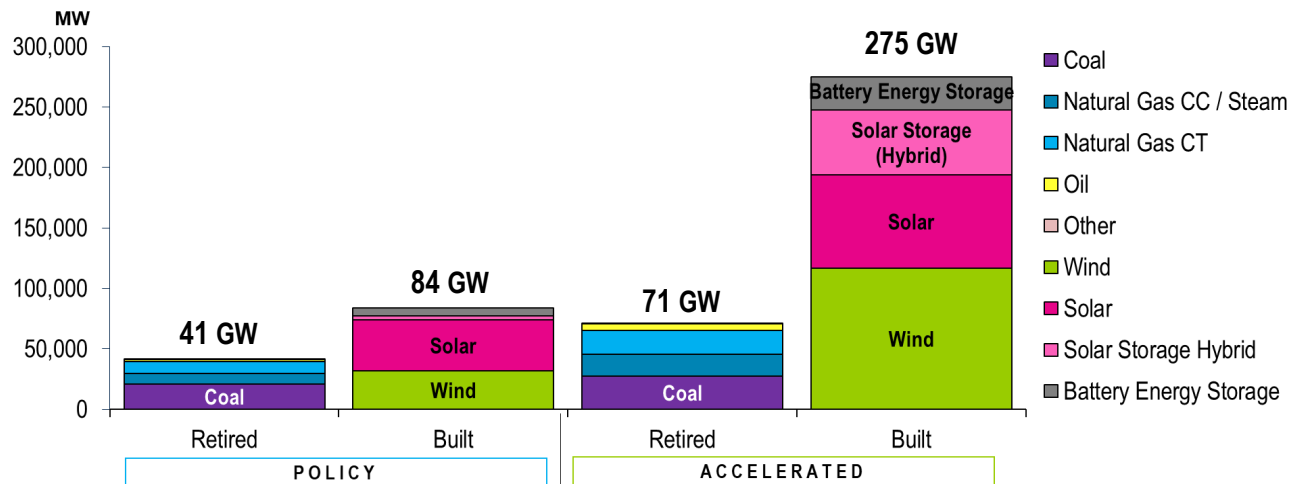 MW
300,000
250,000
200,000
150,000
100,000
50,000
0
41 GW
84 GW
71 GW
275 GW
Coal
Solar
Wind
Coal
Battery Energy Storage
Solar Storage
(Hybrid)
Solar
Wind
Retired
Built
Retired
Built
POLICY
ACCELERATED
Coal
Natural Gas CC / Steam
Natural Gas CT
Oil
Other
Wind
Solar
Solar Storage Hybrid
Battery Energy Storage